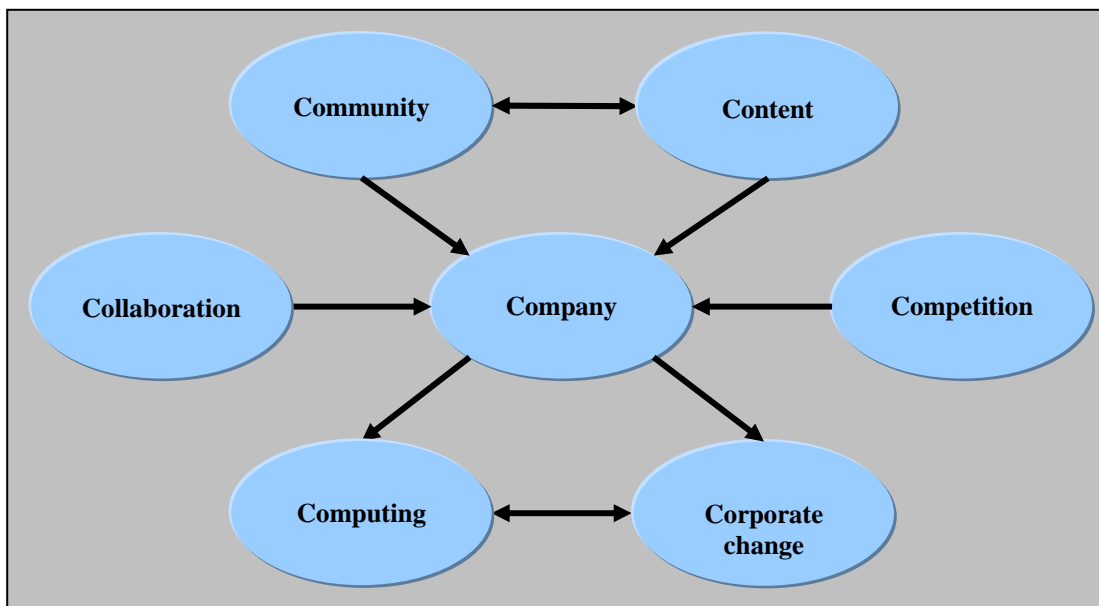 Community
Content
Collaboration
Company
Competition
Computing
Corporate
change